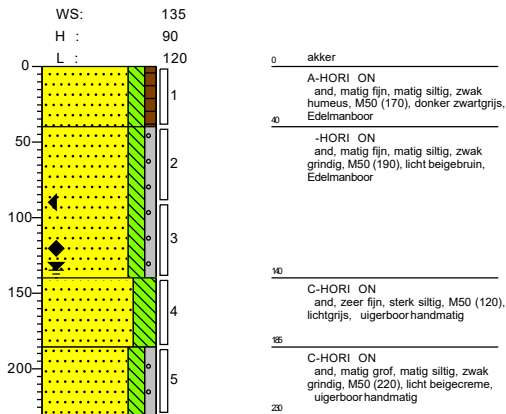 WS: 135
H : 90
L : 120
0
50
100
150
200
1
2
3
4
5
0 akker
A-HORI ON
and, matig fijn, matig siltig, zwak
humeus, M50 (170), donker zwartgrijs,
Edelmanboor
40
-HORI ON
and, matig fijn, matig siltig, zwak
grindig, M50 (190), licht beigebruin,
Edelmanboor
140
C-HORI ON
and, zeer fijn, sterk siltig, M50 (120),
lichtgrijs, uigerboor handmatig
185
C-HORI ON
and, matig grof, matig siltig, zwak
grindig, M50 (220), licht beigecreme,
uigerboor handmatig
230